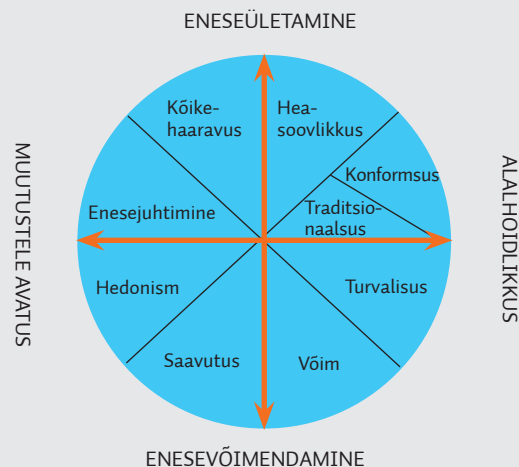 ENESEÜLETAMINE
Kõike-
haaravus
Hea-
soovlikkus
Konformsus
Traditsio-
naalsus
Enesejuhtimine
MUUTUSTELE AVATUS
ALALHOIDLIKKUS
Hedonism
Turvalisus
Saavutus
Võim
ENESEVÕIMENDAMINE